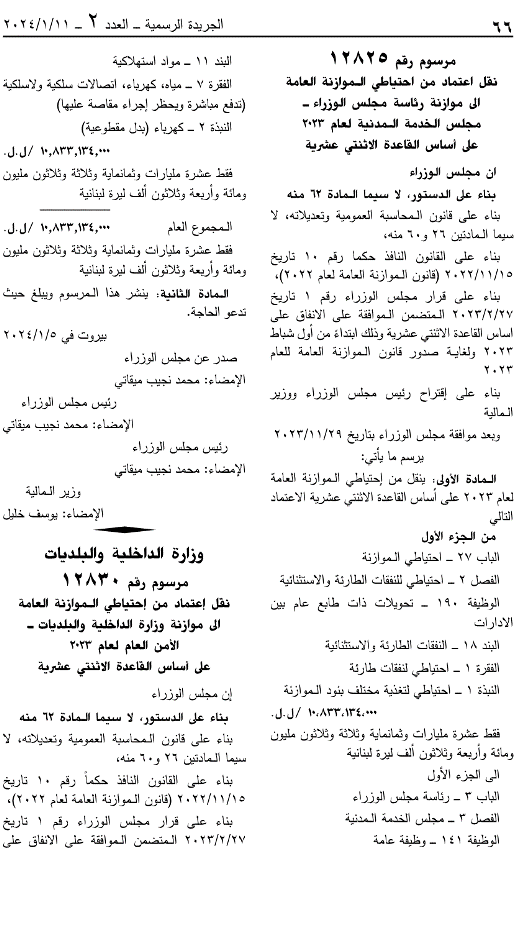 ٦٦
الجريدة الرسمية – العدد ٢ – ٢٠٢٤/١/١١
مرسوم رقم ١٢٨٢٥
نقل اعتماد من احتياطي الموازنة العامة
الى موازنة رئاسة مجلس الوزراء –
مجلس الخدمة المدنية لعام ٢٠٢٣
على أساس القاعدة الاثنتي عشرية
ان مجلس الوزراء
بناء على الدستور، لا سيما المادة ٦٢ منه
بناء على قانون المحاسبة العمومية وتعديلاته، لا
سيما المادتين ٢٦ و٦٠ منه،
بناء على القانون النافذ حكما رقم ١٠ تاريخ
٢٠٢٢/١١/١٥ (قانون الموازنة العامة لعام ٢٠٢٢)،
بناء على قرار مجلس الوزراء رقم ١ تاريخ
٢٠٢٣/٢/٢٧ المتضمن الموافقة على الانفاق على
اساس القاعدة الاثنتي عشرية وذلك ابتداءً من أول شباط
٢٠٢٣ ولغاية صدور قانون الموازنة العامة للعام
٢٠٢٣
بناء على إقتراح رئيس مجلس الوزراء ووزير
المالية
وبعد موافقة مجلس الوزراء بتاريخ ٢٠٢٣/١١/٢٩
يرسم ما يأتي:
المادة الأولى: ينقل من إحتياطي الموازنة العامة
لعام ٢٠٢٣ على أساس القاعدة الاثنتي عشرية الاعتماد
التالي
من الجزء الأول
الباب ٢٧ – احتياطي الموازنة
الفصل ٢ – احتياطي للنفقات الطارئة والاستثنائية
الوظيفة ١٩٠ – تحويلات ذات طابع عام بين
الادارات
البند ١٨ – النفقات الطارئة والاستثنائية
الفقرة ١ – احتياطي لنفقات طارئة
النبذة ١ – احتياطي لتغذية مختلف بنود الموازنة
١٠،٨٣٣،١٣٤،٠٠٠ /ل.ل.
فقط عشرة مليارات وثمانماية وثلاثة وثلاثون مليون
ومائة وأربعة وثلاثون ألف ليرة لبنانية
الى الجزء الأول
الباب ٣ – رئاسة مجلس الوزراء
الفصل ٣ – مجلس الخدمة المدنية
الوظيفة ١٤١ – وظيفة عامة
البند ١١ – مواد استهلاكية
الفقرة ٧ – مياه، كهرباء، اتصالات سلكية ولاسلكية
(تدفع مباشرة ويحظر إجراء مقاصة عليها)
النبذة ٢ – كهرباء (بدل مقطوعية)
١٠،٨٣٣،١٣٤،٠٠٠ /ل.ل.
فقط عشرة مليارات وثمانماية وثلاثة وثلاثون مليون
ومائة وأربعة وثلاثون ألف ليرة لبنانية
المجموع العام ١٠،٨٣٣،١٣٤،٠٠٠ /ل.ل.
فقط عشرة مليارات وثمانماية وثلاثة وثلاثون مليون
ومائة وأربعة وثلاثون ألف ليرة لبنانية
المادة الثانية: ينشر هذا المرسوم ويبلغ حيث
تدعو الحاجة.
بيروت في ٢٠٢٤/١/٥
صدر عن مجلس الوزراء
الإمضاء: محمد نجيب ميقاتي
رئيس مجلس الوزراء
الإمضاء: محمد نجيب ميقاتي
رئيس مجلس الوزراء
الإمضاء: محمد نجيب ميقاتي
وزير المالية
الإمضاء: يوسف خليل
وزارة الداخلية والبلديات
مرسوم رقم ١٢٨٣٠
نقل إعتماد من إحتياطي الموازنة العامة
الى موازنة وزارة الداخلية والبلديات –
الأمن العام لعام ٢٠٢٣
على أساس القاعدة الاثنتي عشرية
إن مجلس الوزراء
بناء على الدستور، لا سيما المادة ٦٢ منه
بناء على قانون المحاسبة العمومية وتعديلاته، لا
سيما المادتين ٢٦ و٦٠ منه،
بناء على القانون النافذ حكماً رقم ١٠ تاريخ
٢٠٢٢/١١/١٥ (قانون الموازنة العامة لعام ٢٠٢٢)،
بناء على قرار مجلس الوزراء رقم ١ تاريخ
٢٠٢٣/٢/٢٧ المتضمن الموافقة على الانفاق على